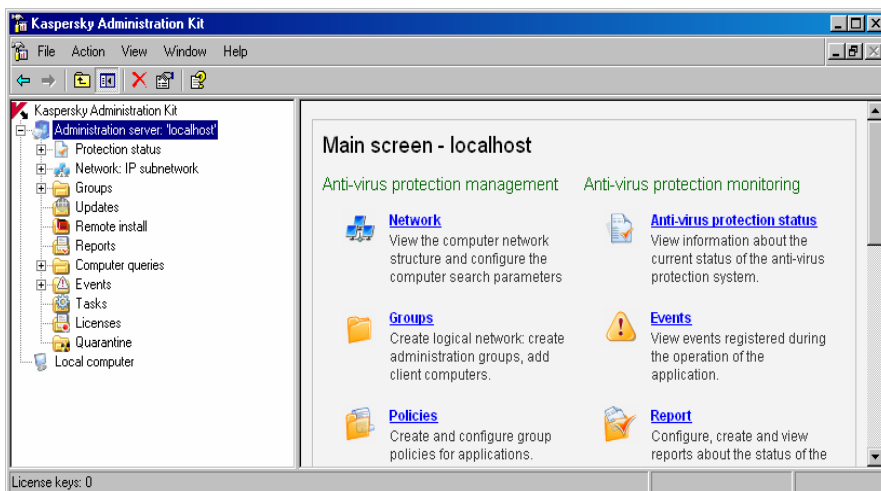 Kaspersky Administration Kit
File Action View Window Help
Kaspersky Administration Kit
Administration server: 'localhost'
Protection status
Network: IP subnetwork
Groups
Updates
Remote install
Reports
Computer queries
Events
Tasks
Licenses
Quarantine
Local computer
Main screen - localhost
Anti-virus protection management
Network
View the computer network
structure and configure the
computer search parameters
Groups
Create logical network: create
administration groups, add
client computers.
Policies
Create and configure group
policies for applications.
Anti-virus protection monitoring
Anti-virus protection status
View information about the
current status of the anti-virus
protection system.
Events
View events registered during
the operation of the
application.
Report
Configure, create and view
reports about the status of the
License keys: 0